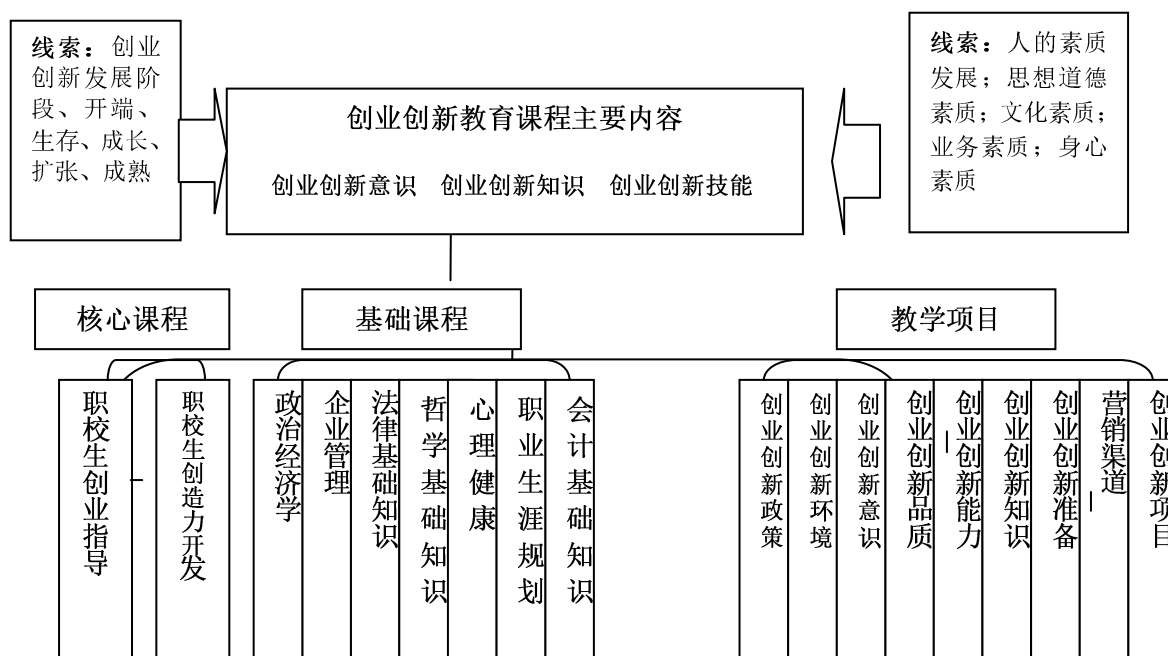 线索：创业
创新发展阶
段、开端、
生存、成长、
扩张、成熟
创业创新教育课程主要内容
创业创新意识 创业创新知识 创业创新技能
线索：人的素质
发展；思想道德
素质；文化素质；
业务素质；身心
素质
核心课程
基础课程
教学项目
职校生创业指导
职校生创造力开发
政治经济学
企业管理
法律基础知识
哲学基础知识
心理健康
职业生涯规划
会计基础知识
创业创新政策
创业创新环境
创业创新意识
创业创新品质
创业创新能力
创业创新知识
创业创新准备
营销渠道
创业创新项目